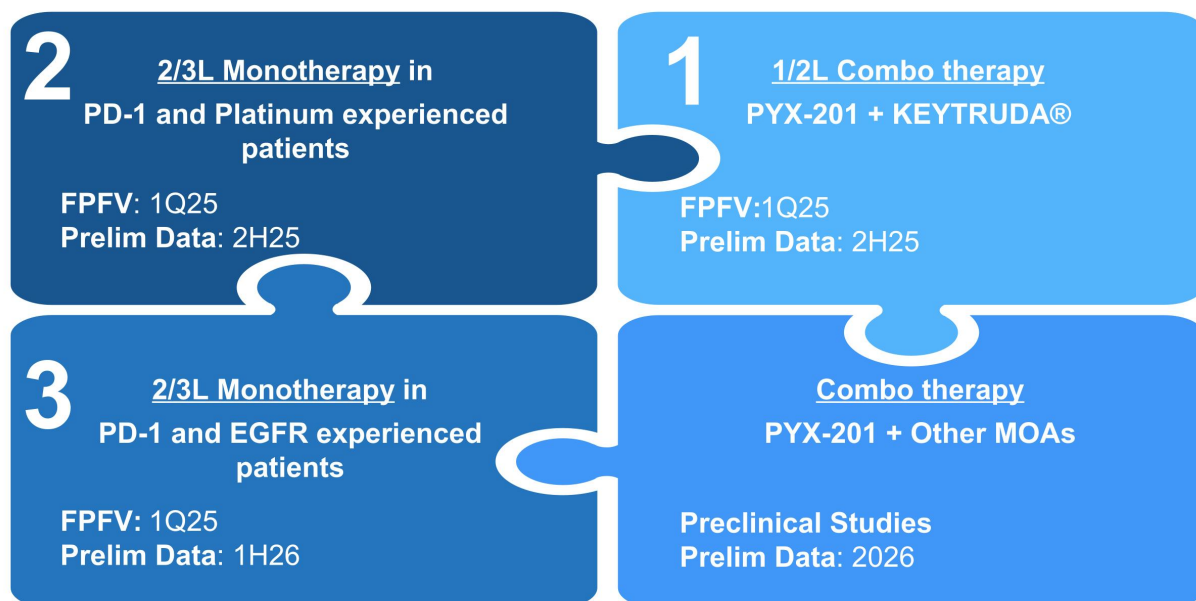 2
2/3L Monotherapy in
PD-1 and Platinum experienced
patients
FPFV: 1Q25
Prelim Data: 2H25
1
1/2L Combo therapy
PYX-201 + KEYTRUDA®
FPFV:1Q25
Prelim Data: 2H25
3
2/3L Monotherapy in
PD-1 and EGFR experienced
patients
FPFV: 1Q25
Prelim Data: 1H26
Combo therapy
PYX-201 + Other MOAs
Preclinical Studies
Prelim Data: 2026